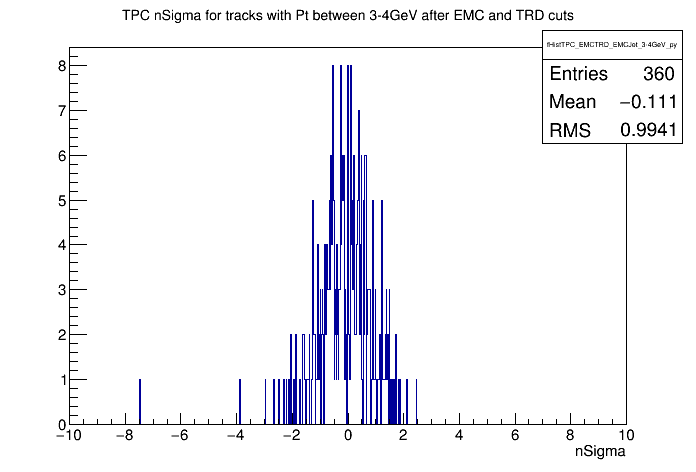 TPC nSigma for tracks with Pt between 3-4GeV after EMC and TRD cuts
fHistTPC_EMCTRD_EMCJet_3-4GeV_py
Entries 360
Mean −0.111
RMS 0.9941
8
7
6
5
4
3
2
1
0
−10 −8 −6 −4 −2 0 2 4 6 8 10
nSigma